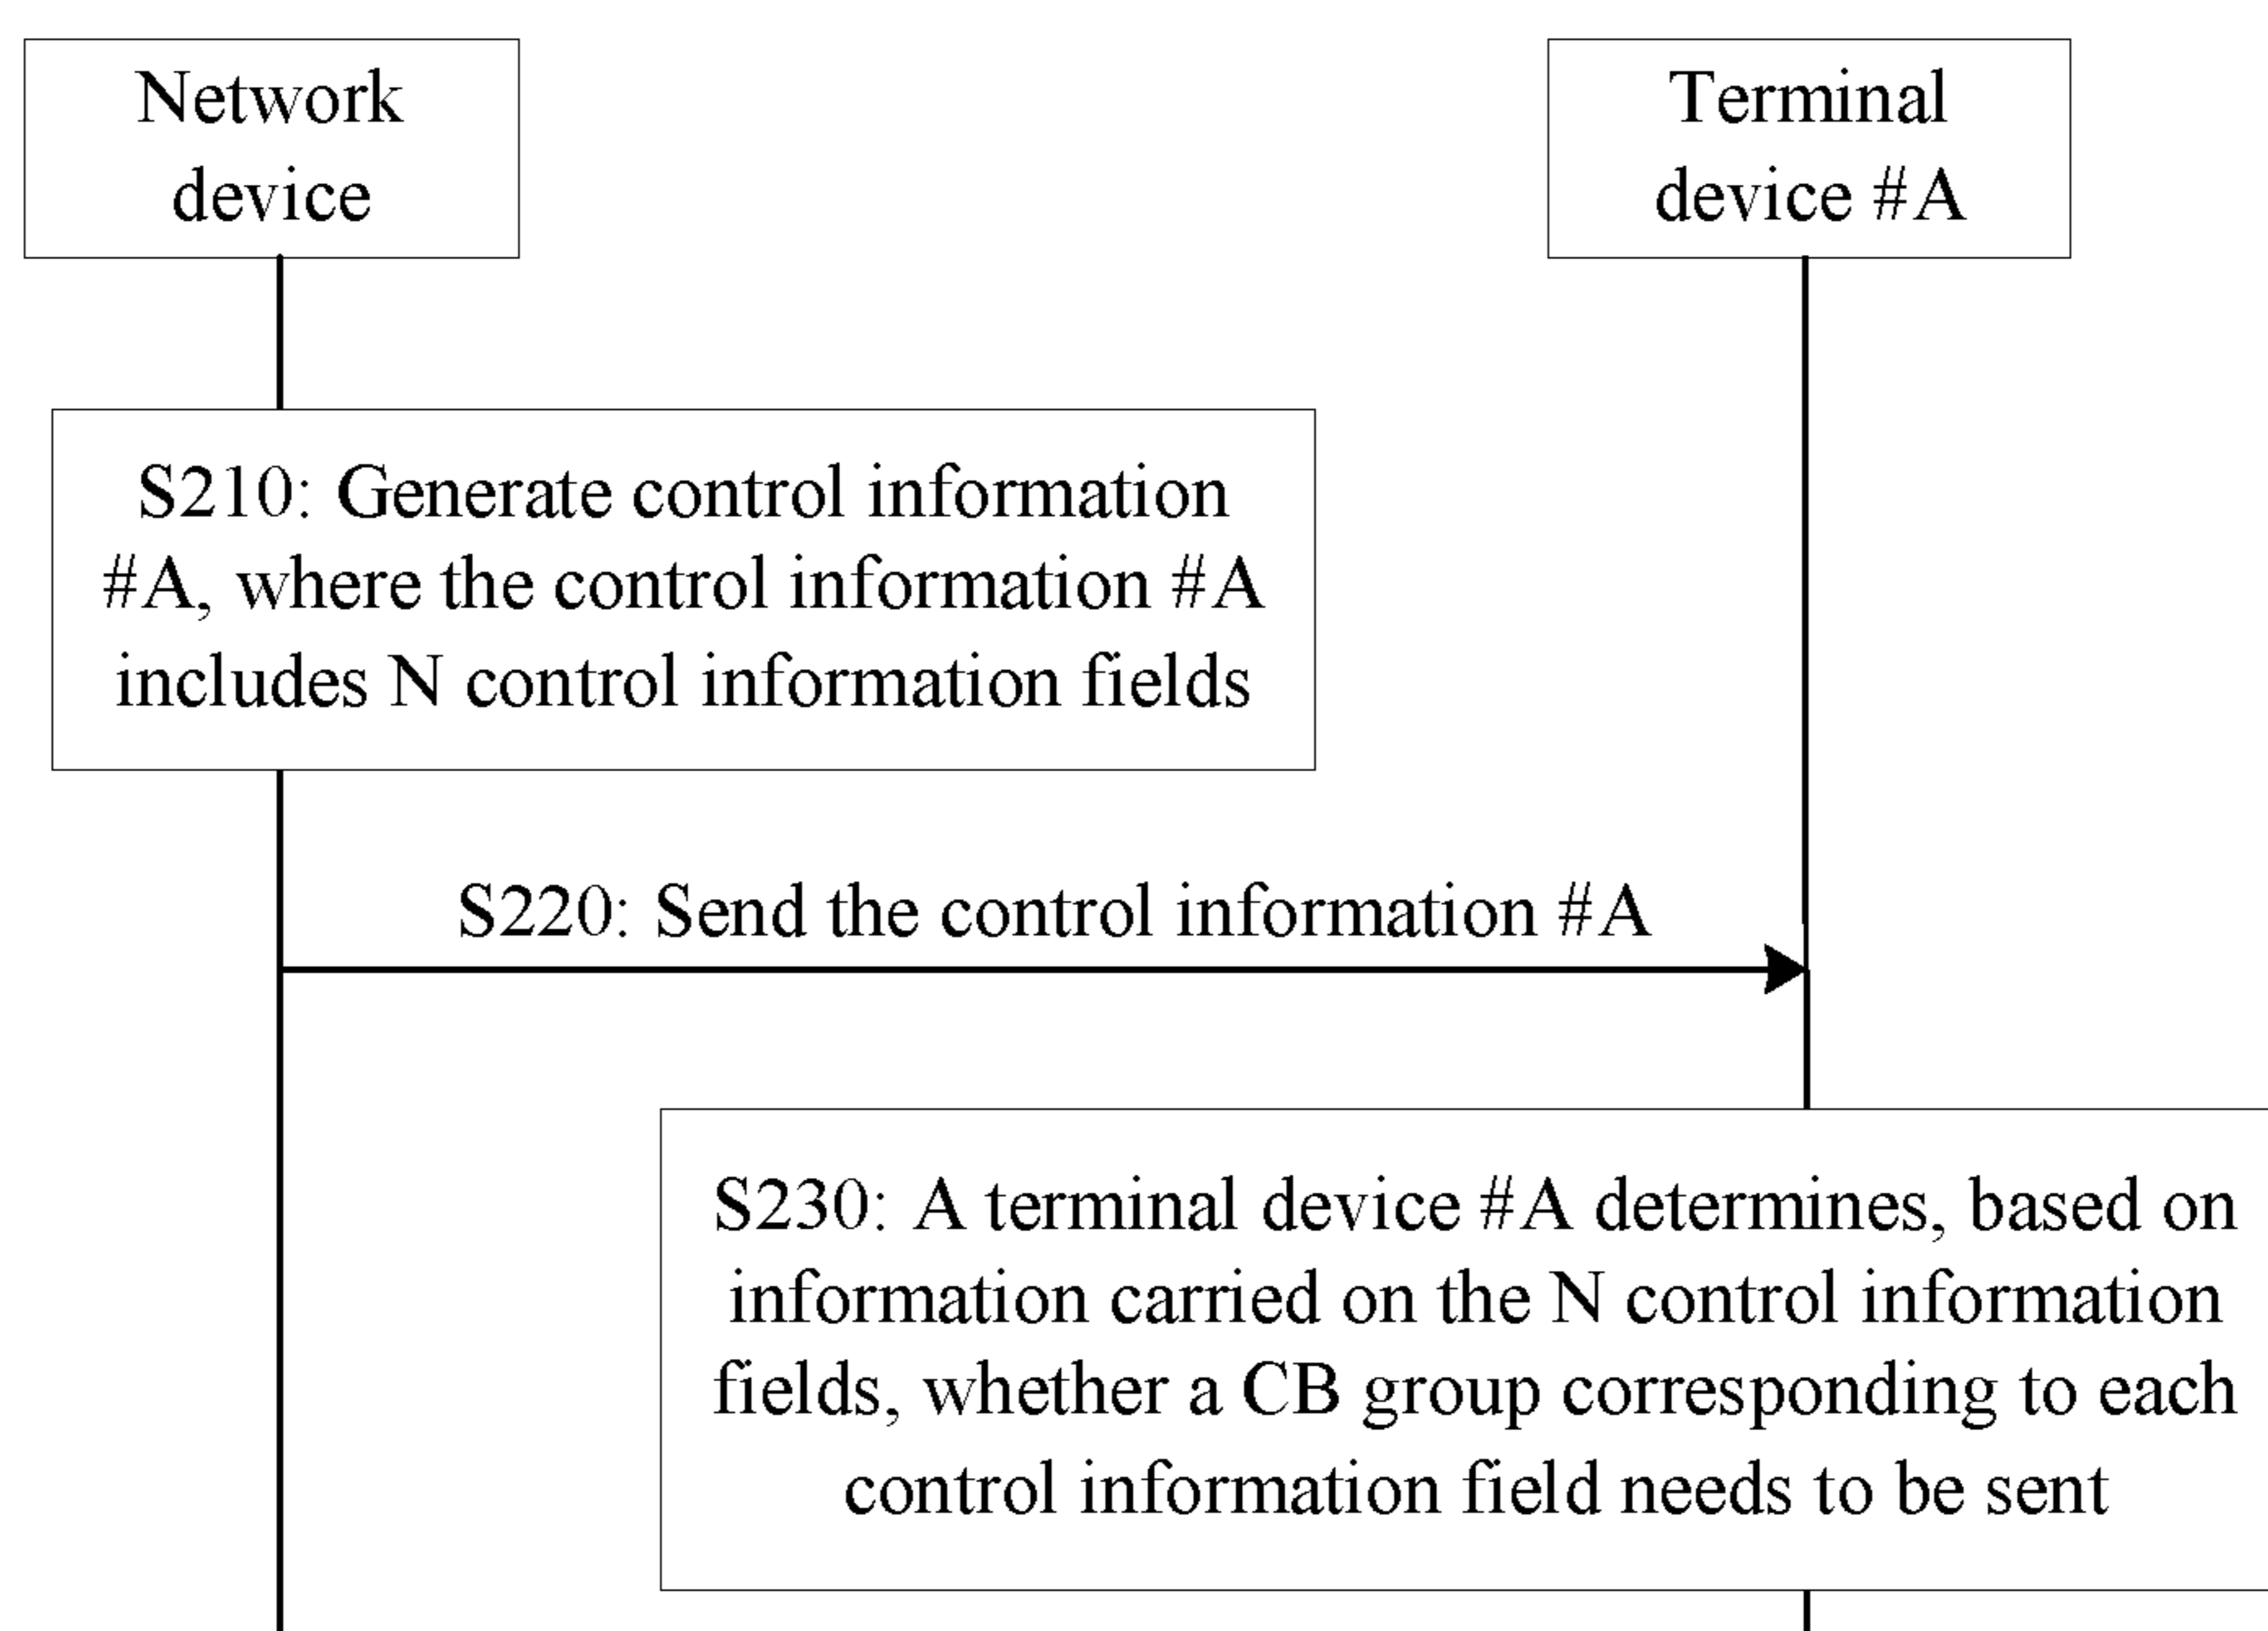 Network
device
Terminal
device #A
S210: Generate control information
#A, where the control information #A
includes N control information fields
S220: Send the control information #A
S230: A terminal device #A determines, based on
information carried on the N control information
fields, whether a CB group corresponding to each
control information field needs to be sent